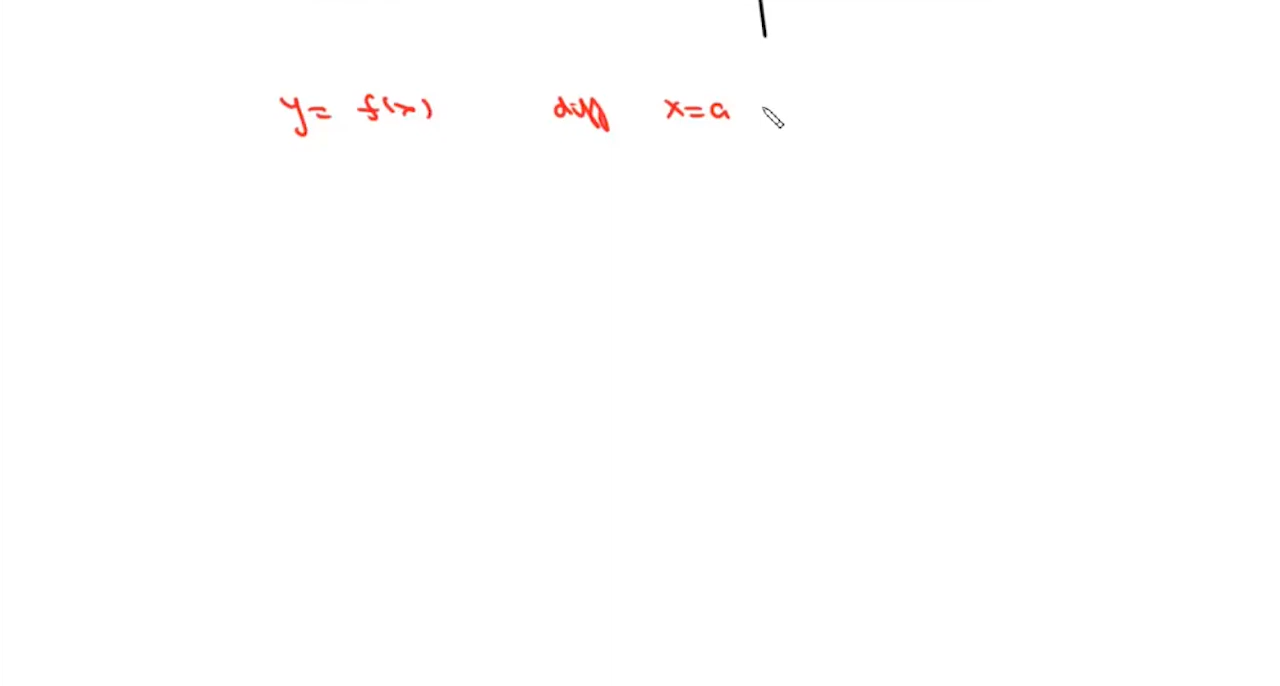 y= f(x) diff x=a